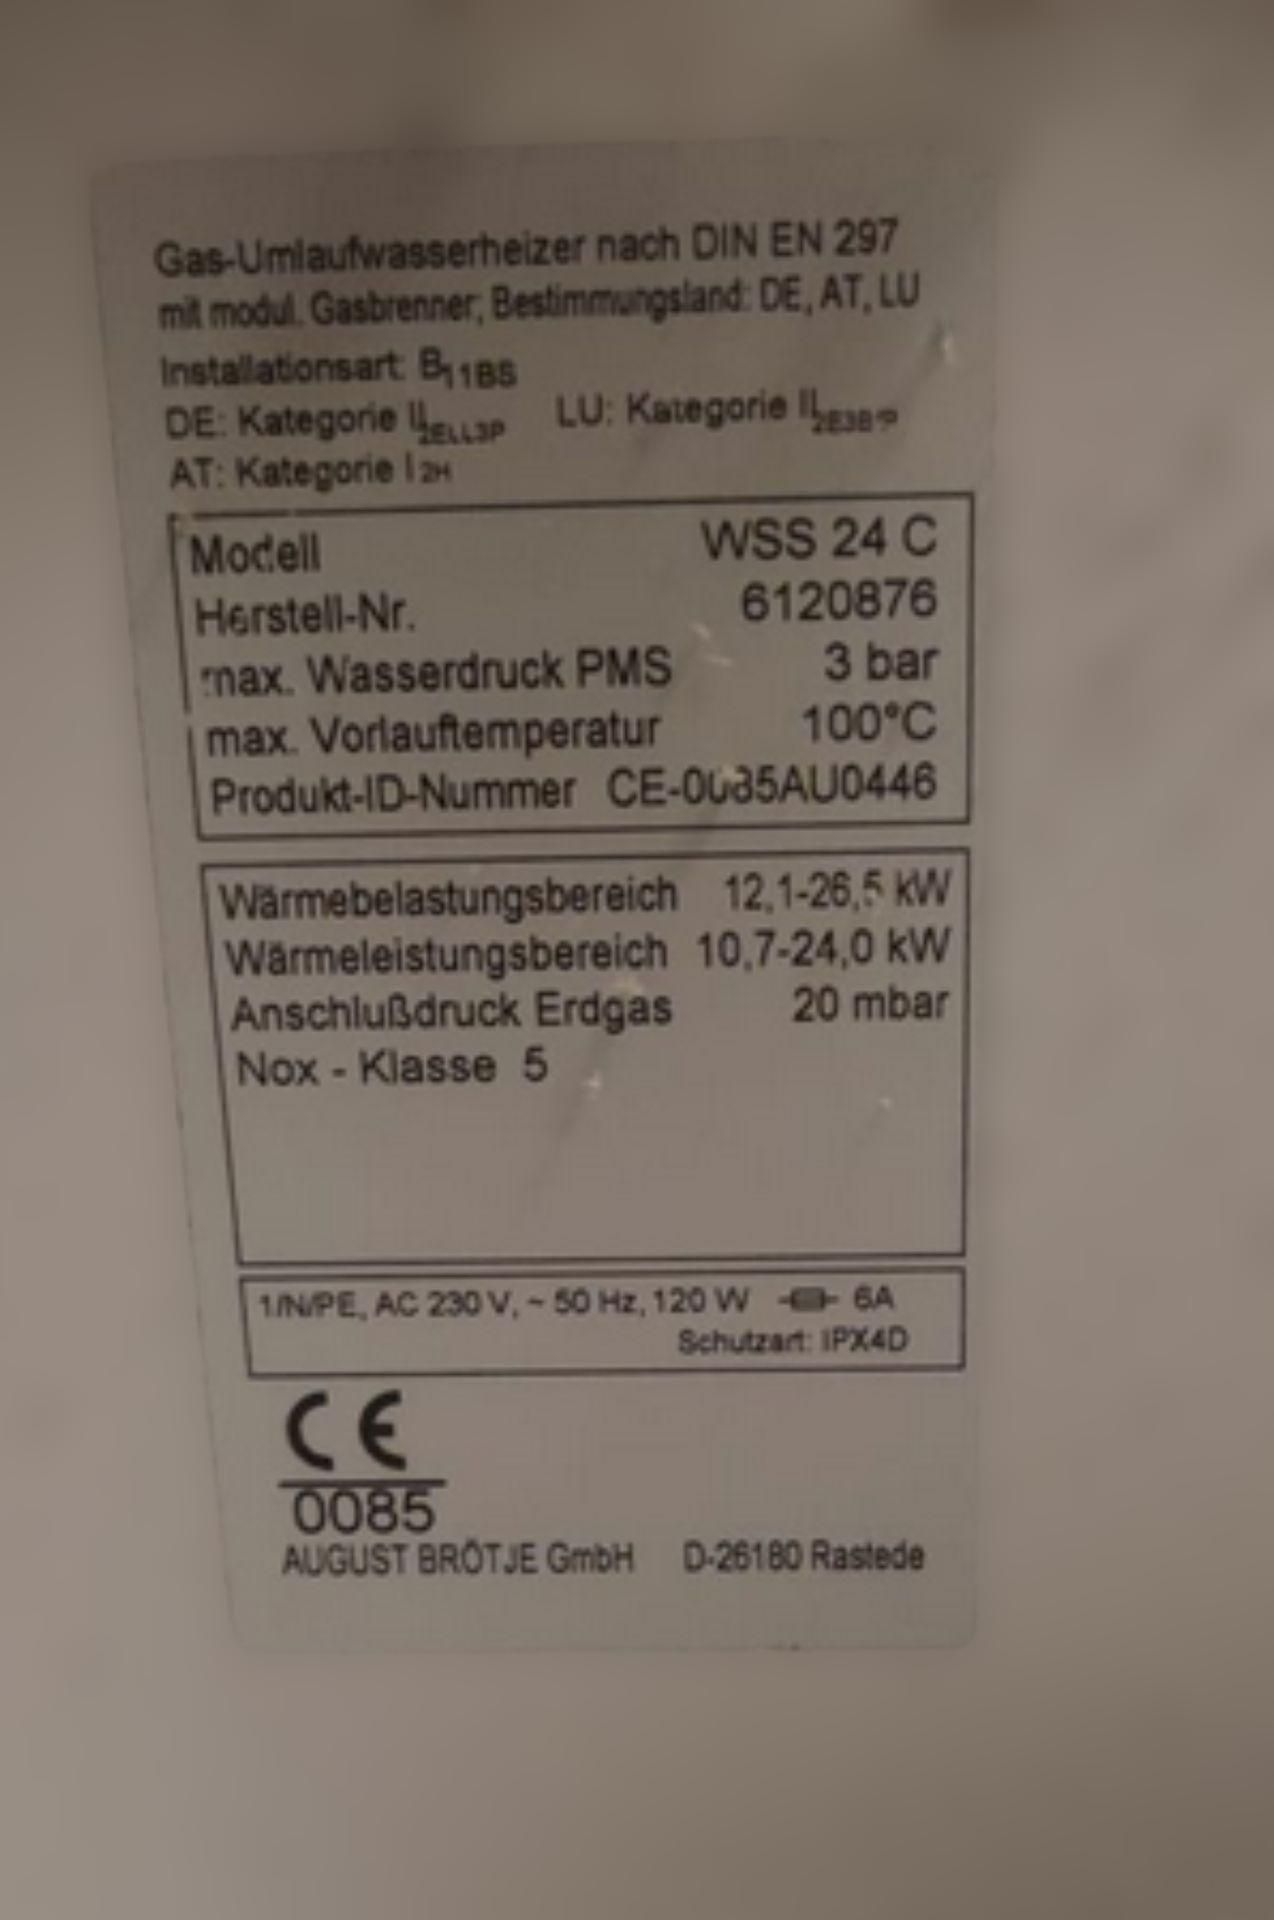 Gas-Umlaufwasserheizer nach DIN EN 297
mit modul. Gasbrenner; Bestimmungsland: DE, AT, LU
Installationsart: B11BS
DE: Kategorie II2ELL3P LU: Kategorie II2E3B/P
AT: Kategorie I2H
Modell WSS 24 C
Herstell-Nr. 6120876
max. Wasserdruck PMS 3 bar
max. Vorlauftemperatur 100°C
Produkt-ID-Nummer CE-0085AU0446
Wärmebelastungsbereich 12,1-26,5 kW
Wärmeleistungsbereich 10,7-24,0 kW
Anschlußdruck Erdgas 20 mbar
Nox - Klasse 5
1/N/PE, AC 230 V, ~ 50 Hz, 120 W 6A
Schutzart: IPX4D
CE
0085
AUGUST BRÖTJE GmbH D-26180 Rastede